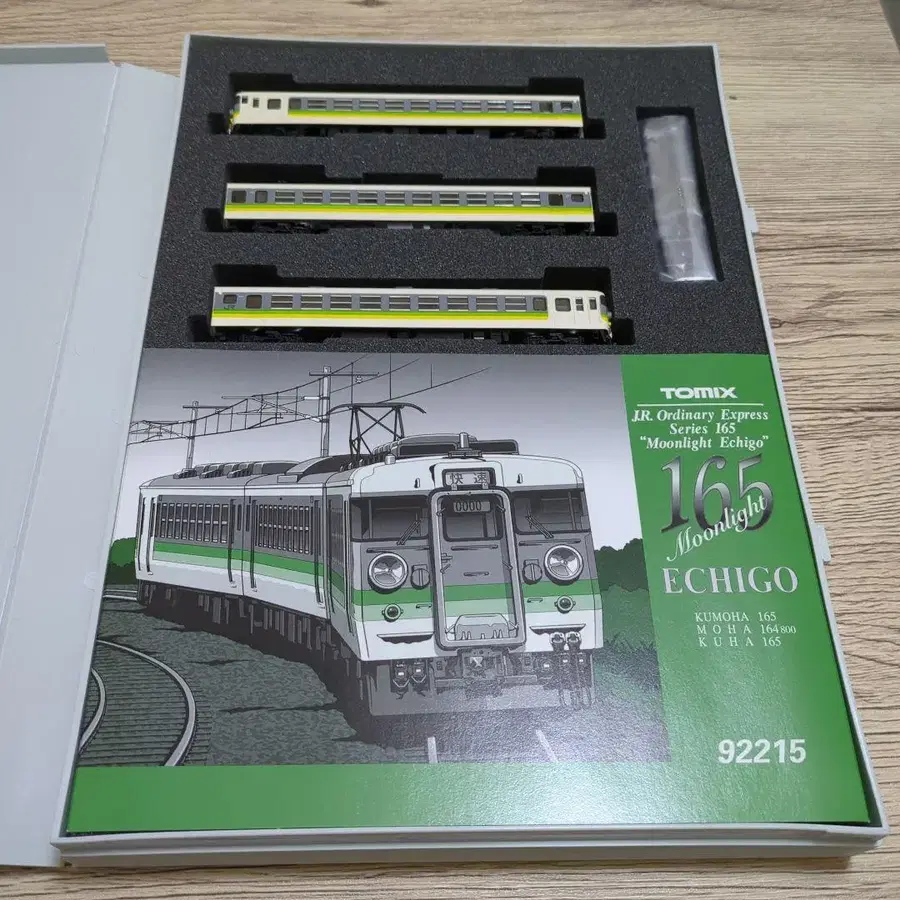 TOMIX
J.R. Ordinary Express
Series 165
"Moonlight Echigo"
165
Moonlight
ECHIGO
KUMOHA 165
MOHA 164 800
KUHA 165
快速
0000
92215